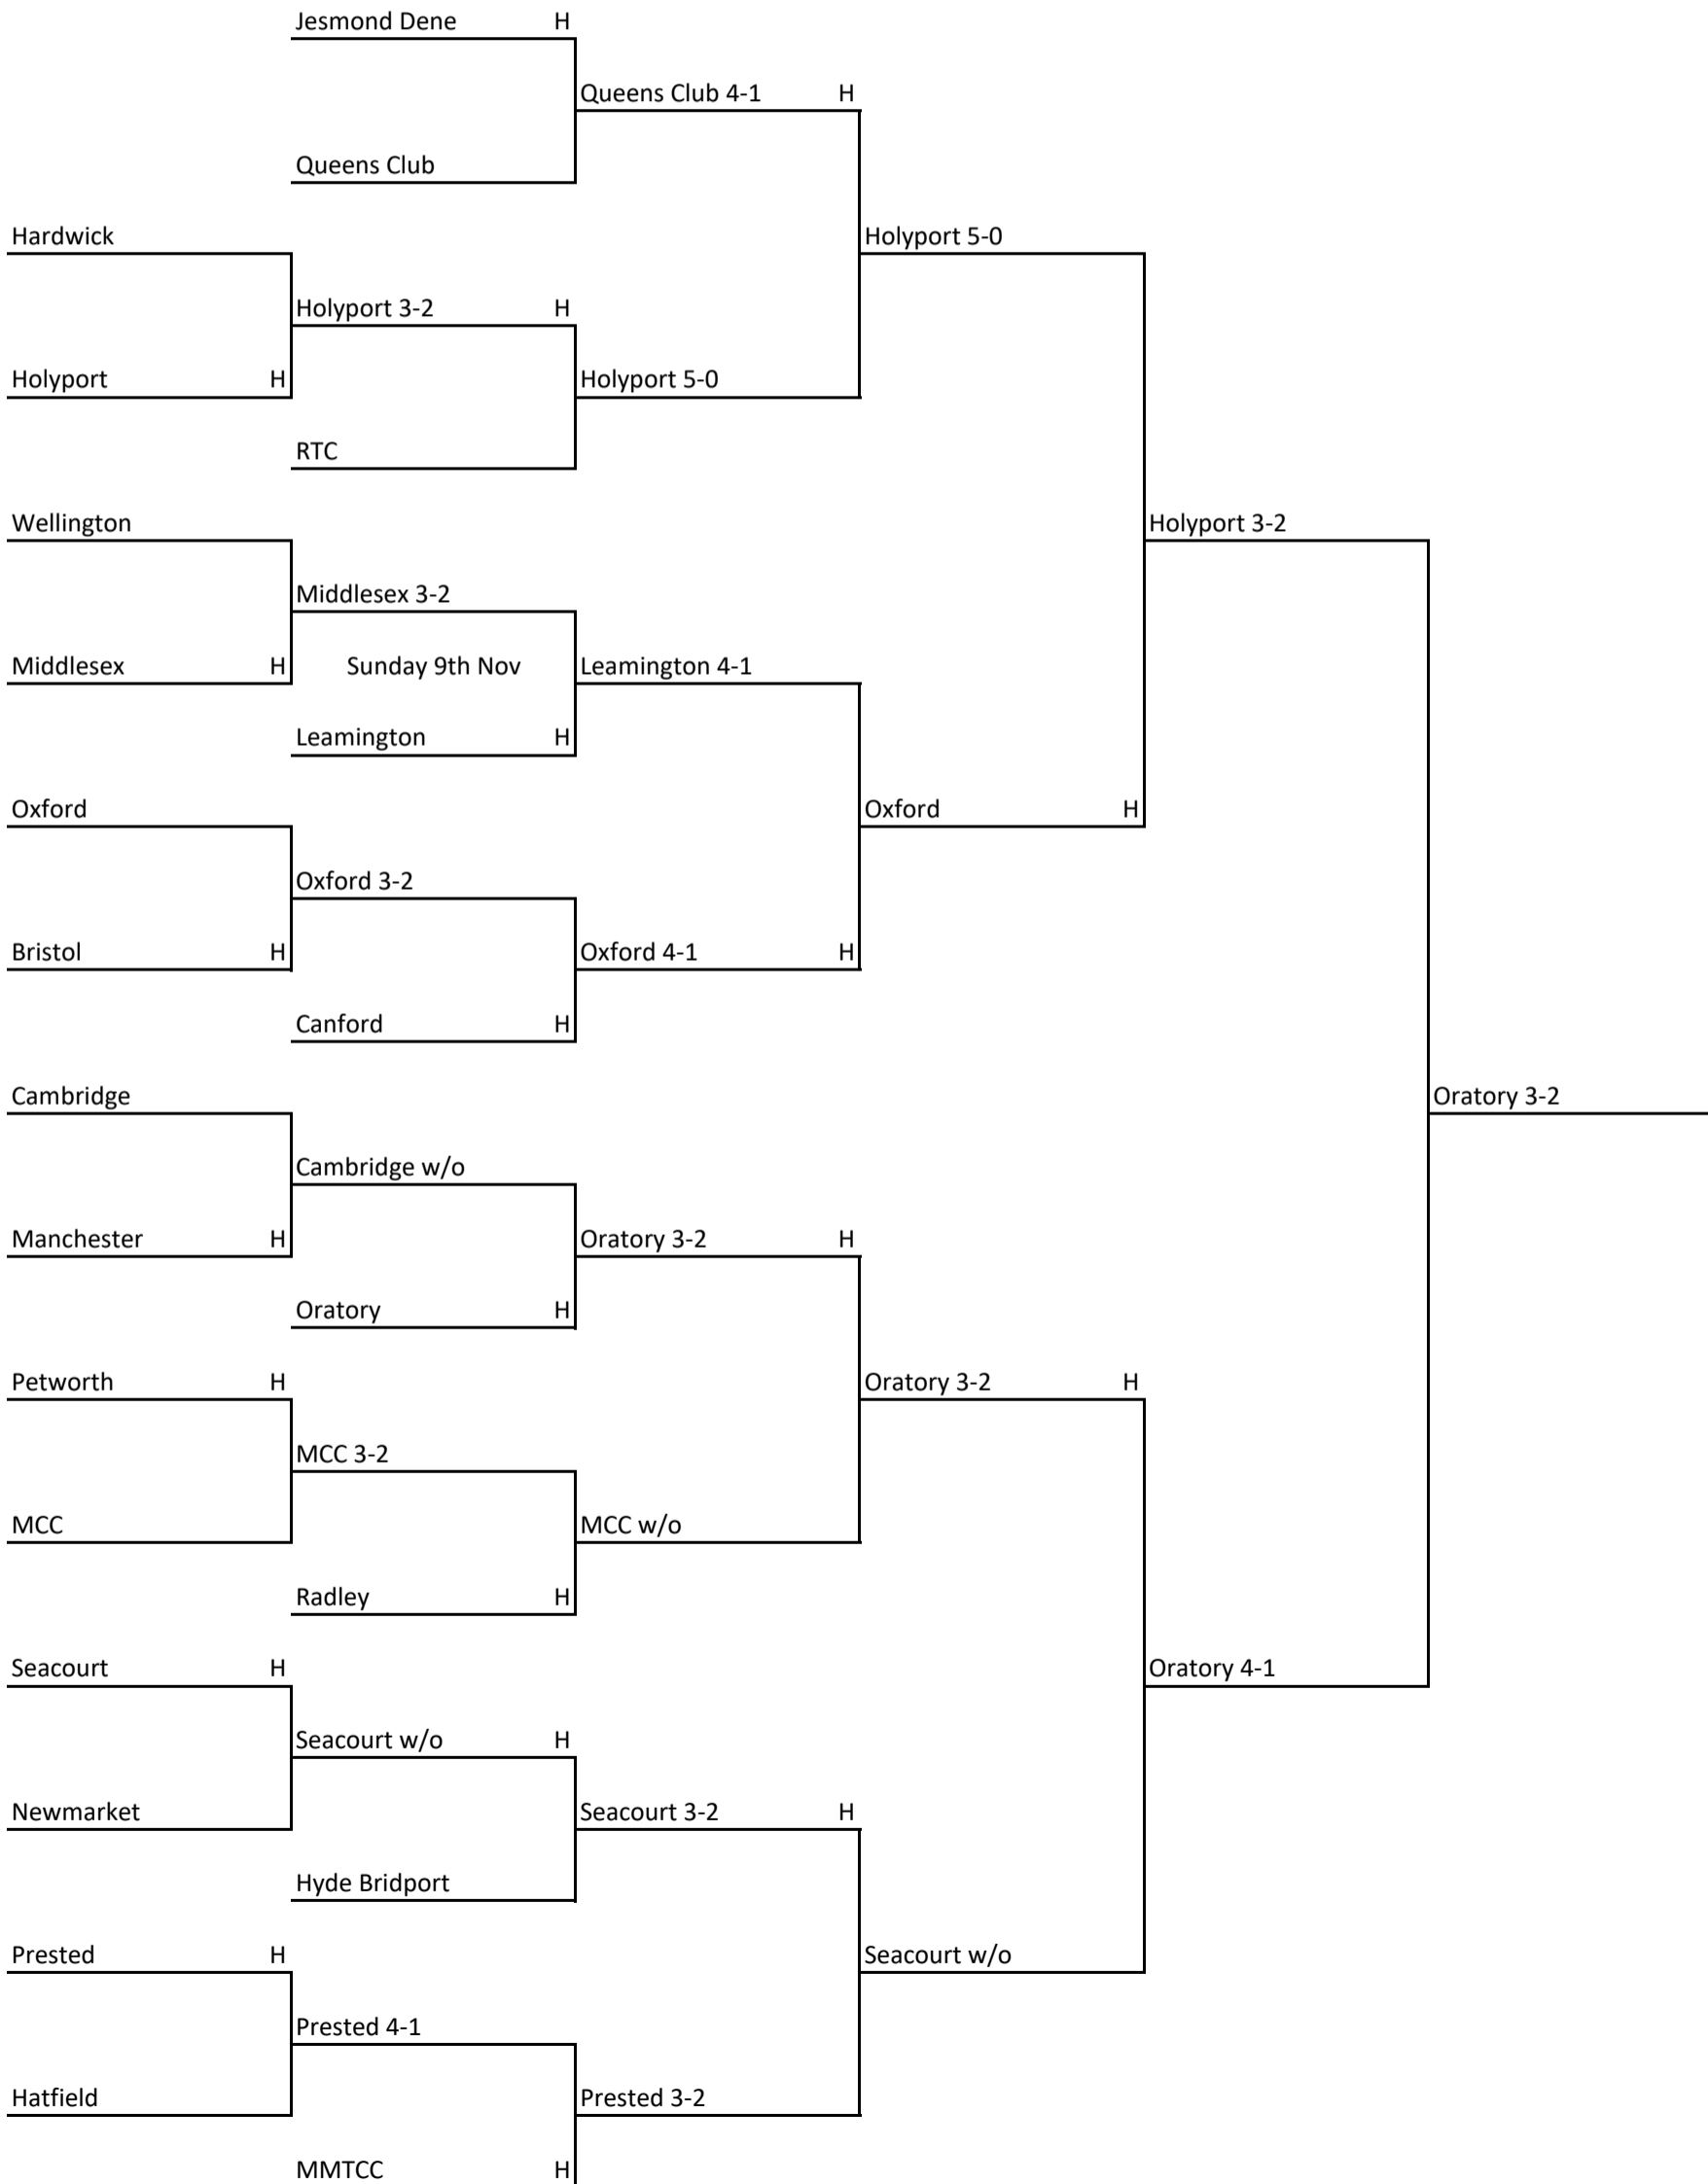 Jesmond Dene H
Queens Club 4-1 H
Queens Club
Hardwick
Holyport 5-0
Holyport 3-2 H
Holyport H
Holyport 5-0
RTC
Wellington
Holyport 3-2
Middlesex 3-2
Middlesex H
Sunday 9th Nov
Leamington 4-1
Leamington H
Oxford
Oxford H
Oxford 3-2
Bristol H
Oxford 4-1 H
Canford H
Cambridge
Oratory 3-2
Cambridge w/o
Manchester H
Oratory 3-2 H
Oratory H
Petworth H
Oratory 3-2 H
MCC 3-2
MCC
MCC w/o
Radley H
Seacourt H
Oratory 4-1
Seacourt w/o H
Newmarket
Seacourt 3-2 H
Hyde Bridport
Prested H
Seacourt w/o
Prested 4-1
Hatfield
Prested 3-2
MMTCC H